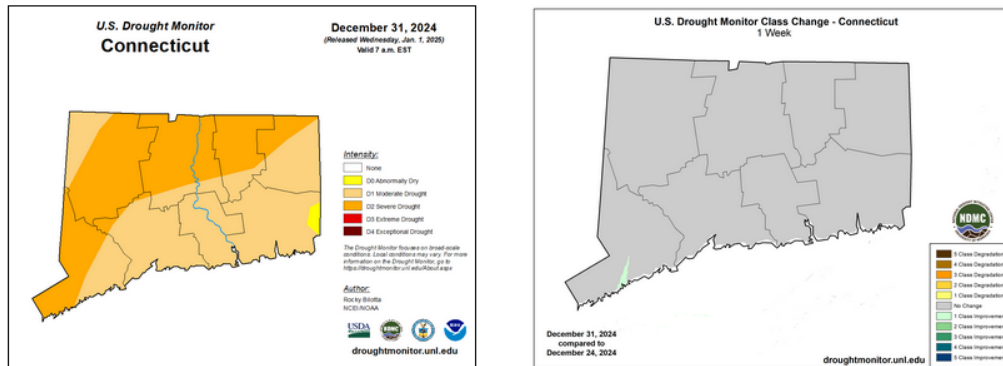 U.S. Drought Monitor
Connecticut
December 31, 2024
(Released Wednesday, Jan. 1, 2025)
Valid 7 a.m. EST
Intensity:
None
D0 Abnormally Dry
D1 Moderate Drought
D2 Severe Drought
D3 Extreme Drought
D4 Exceptional Drought
The Drought Monitor focuses on broad-scale
conditions. Local conditions may vary. For more
information on the Drought Monitor, go to
https://droughtmonitor.unl.edu/About.aspx
Author:
Rocky Bilotta
NCEI/NOAA
USDA
NDMC
droughtmonitor.unl.edu
U.S. Drought Monitor Class Change - Connecticut
1 Week
NDMC
5 Class Degradation
4 Class Degradation
3 Class Degradation
2 Class Degradation
1 Class Degradation
No Change
1 Class Improvement
2 Class Improvement
3 Class Improvement
4 Class Improvement
5 Class Improvement
December 31, 2024
compared to
December 24, 2024
droughtmonitor.unl.edu